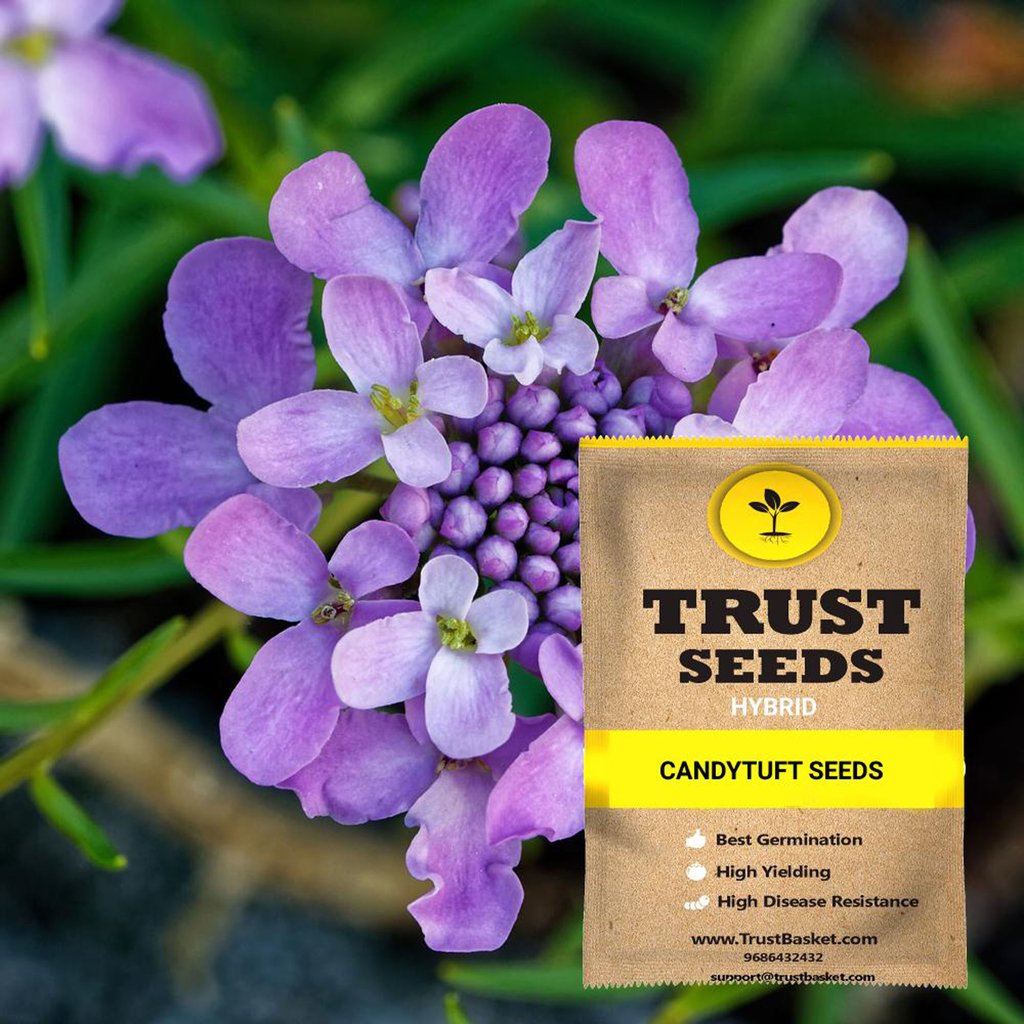 TRUST
SEEDS
HYBRID
CANDYTUFT SEEDS
Best Germination
High Yielding
High Disease Resistance
www.TrustBasket.com
9686432432
support@trustbasket.com